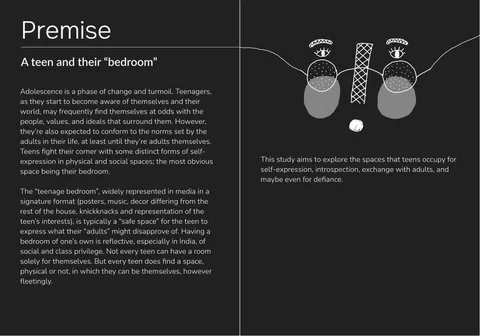 Premise
A teen and their “bedroom”
Adolescence is a phase of change and turmoil. Teenagers,
as they start to become aware of themselves and their
world, may frequently find themselves at odds with the
people, values, and ideals that surround them. However,
they’re also expected to conform to the norms set by the
adults in their life, at least until they’re adults themselves.
Teens fight their corner with some distinct forms of self-
expression in physical and social spaces; the most obvious
space being their bedroom.
The “teenage bedroom”, widely represented in media in a
signature format (posters, music, decor differing from the
rest of the house, knickknacks and representation of the
teen’s interests), is typically a “safe space” for the teen to
express what their “adults” might disapprove of. Having a
bedroom of one’s own is reflective, especially in India, of
social and class privilege. Not every teen can have a room
solely for themselves. But every teen does find a space,
physical or not, in which they can be themselves, however
fleetingly.
This study aims to explore the spaces that teens occupy for
self-expression, introspection, exchange with adults, and
maybe even for defiance.